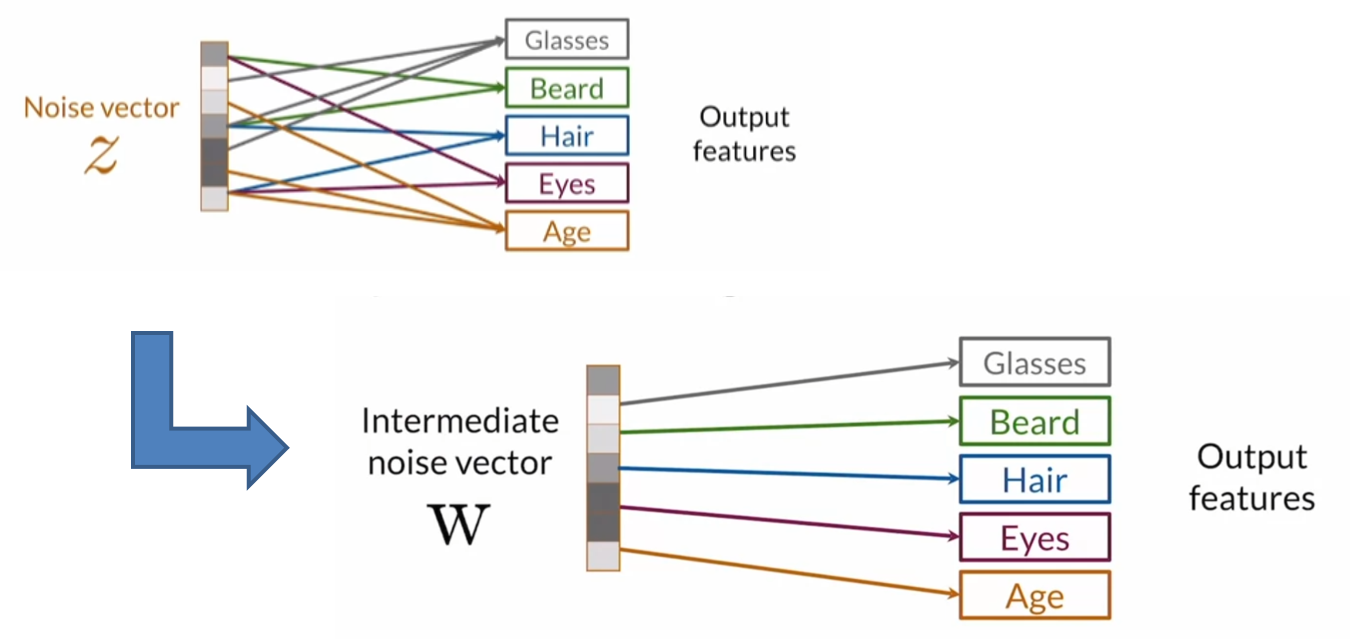 Noise vector
z
Glasses
Beard
Hair
Eyes
Age
Output
features
Intermediate
noise vector
w
Glasses
Beard
Hair
Eyes
Age
Output
features